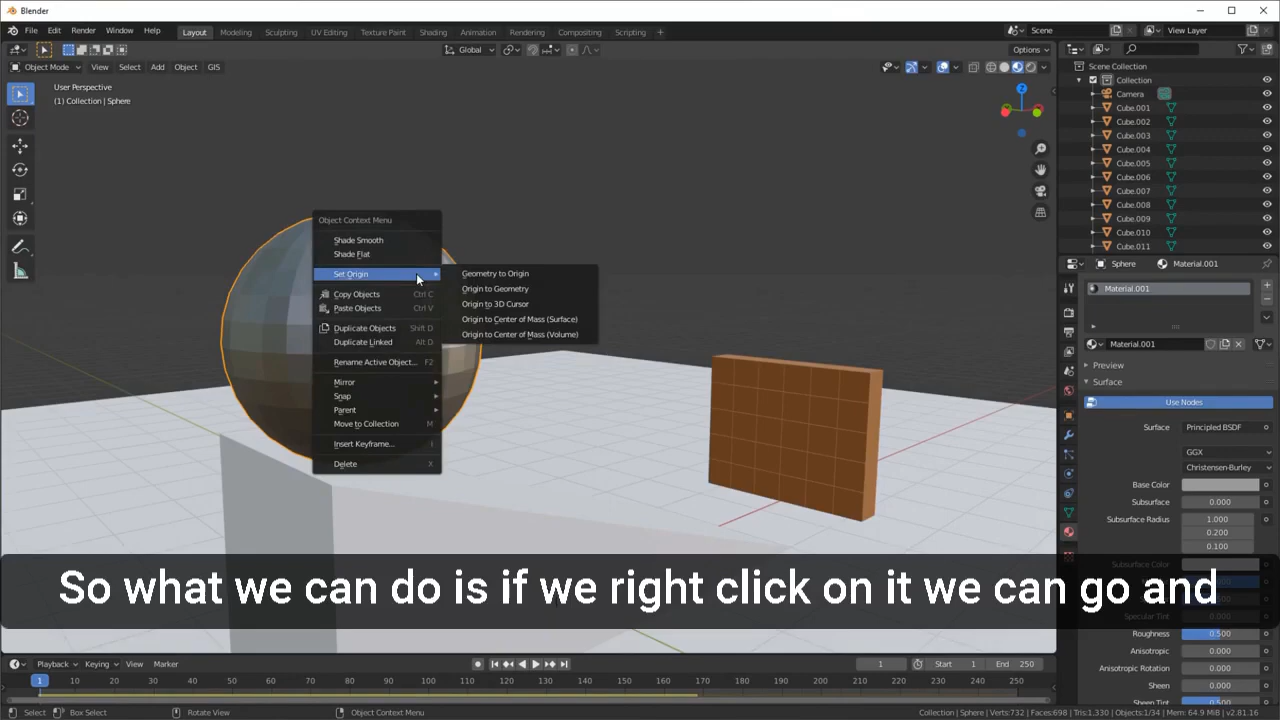 Blender
File Edit Render Window Help Layout Modeling Sculpting UV Editing Texture Paint Shading Animation Rendering Compositing Scripting + Scene View Layer
Global Options
Object Mode View Select Add Object GIS
User Perspective
(1) Collection | Sphere
Z
Scene Collection
Collection
Camera
Cube.001
Cube.002
Cube.003
Cube.004
Cube.005
Cube.006
Cube.007
Cube.008
Cube.009
Cube.010
Cube.011
Object Context Menu
Shade Smooth
Shade Flat
Set Origin
Copy Objects Ctrl C
Paste Objects Ctrl V
Duplicate Objects Shift D
Duplicate Linked Alt D
Rename Active Object... F2
Mirror
Snap
Parent
Move to Collection M
Insert Keyframe... I
Delete X
Geometry to Origin
Origin to Geometry
Origin to 3D Cursor
Origin to Center of Mass (Surface)
Origin to Center of Mass (Volume)
Sphere Material.001
Material.001
Material.001
Preview
Surface
Use Nodes
Surface Principled BSDF
GGX
Christensen-Burley
Base Color
Subsurface 0.000
Subsurface Radius 1.000
0.200
0.100
Subsurface Color
Specular Tint
Roughness 0.500
Anisotropic 0.000
Anisotropic Rotation 0.000
Sheen 0.000
Sheen Tint 0.500
So what we can do is if we right click on it we can go and
Playback Keying View Marker 1 Start 1 End 250
1 10 20 30 40 50 60 70 80 90 100 110 120 130 140 150 160 170 180 190 200 210 220 230 240 250
Select Box Select Rotate View Object Context Menu Collection | Sphere | Verts:732 | Faces:698 | Tris:1,330 | Objects:1/34 | Mem: 64.9 MiB | v2.81.16